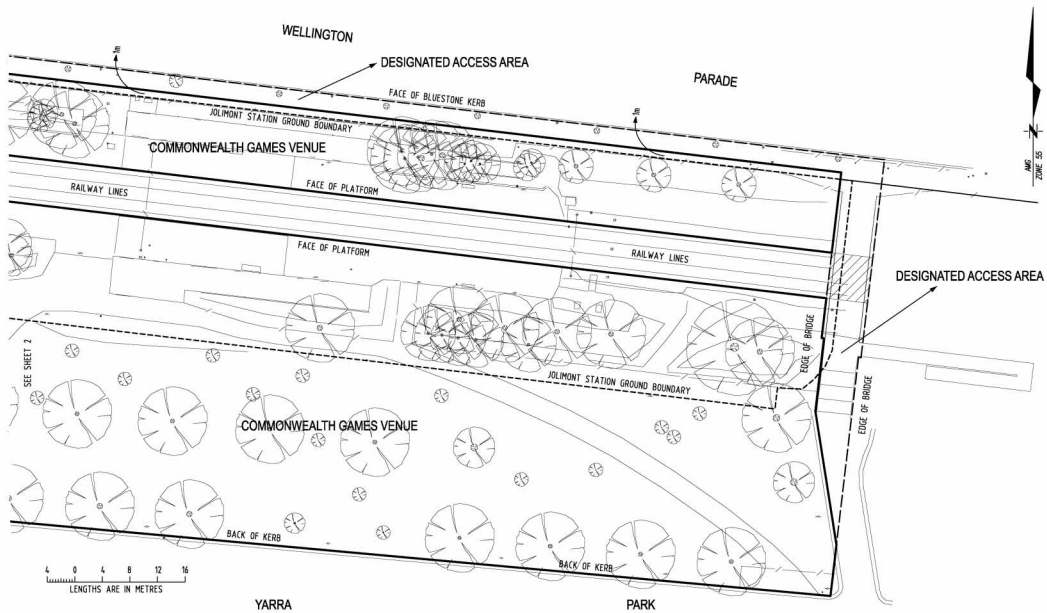 WELLINGTON
1m
DESIGNATED ACCESS AREA
PARADE
FACE OF BLUESTONE KERB
1m
JOLIMONT STATION GROUND BOUNDARY
COMMONWEALTH GAMES VENUE
AMG
ZONE 55
FACE OF PLATFORM
RAILWAY LINES
FACE OF PLATFORM
RAILWAY LINES
DESIGNATED ACCESS AREA
EDGE OF BRIDGE
SEE SHEET 2
JOLIMONT STATION GROUND BOUNDARY
EDGE OF BRIDGE
COMMONWEALTH GAMES VENUE
BACK OF KERB
BACK OF KERB
4 0 4 8 12 16
LENGTHS ARE IN METRES
YARRA
PARK